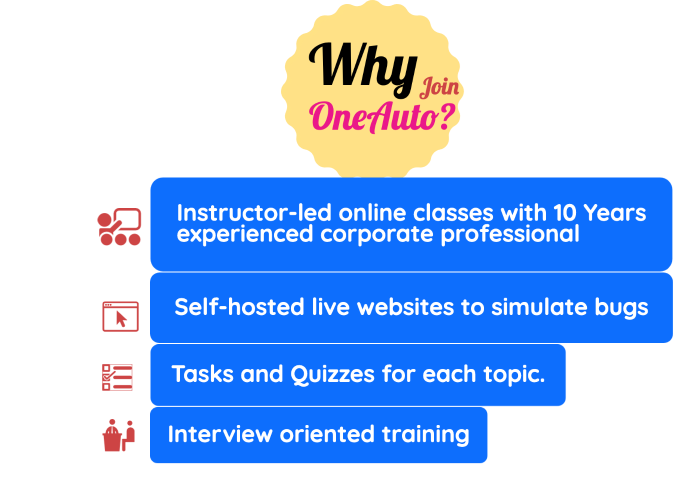 Why
Join
OneAuto?
Instructor-led online classes with 10 Years
experienced corporate professional
Self-hosted live websites to simulate bugs
Tasks and Quizzes for each topic.
Interview oriented training